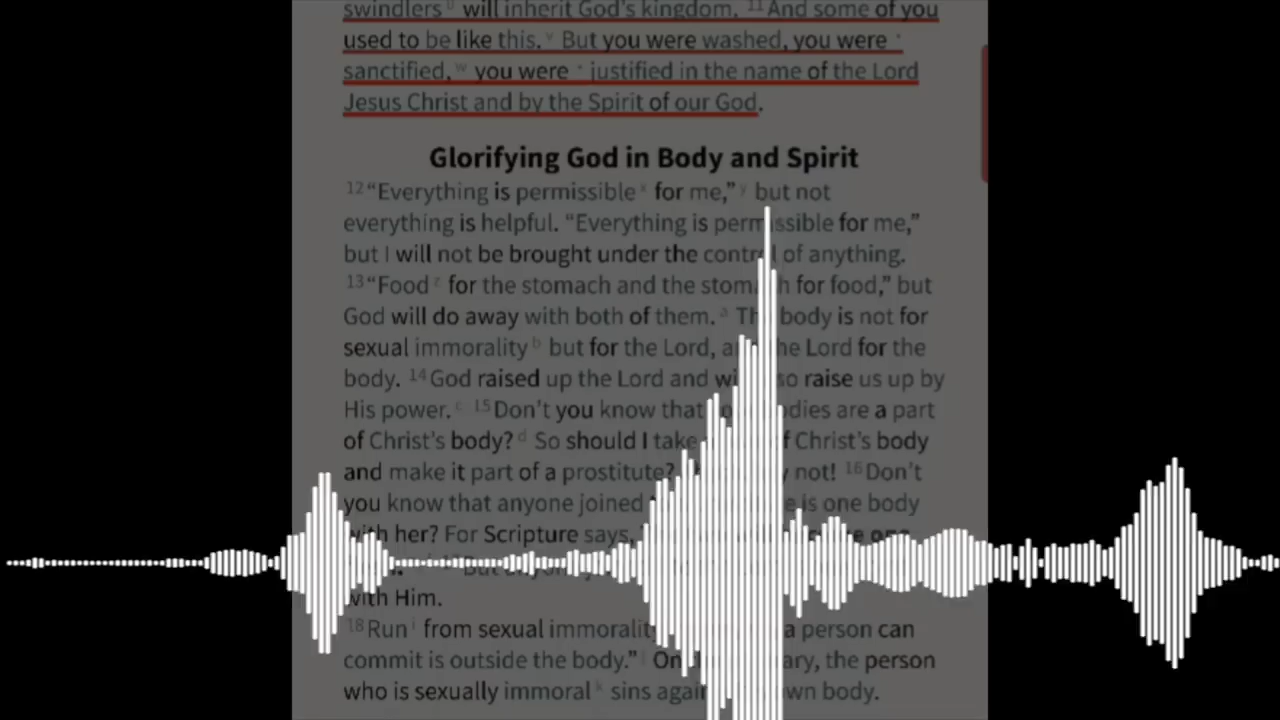 swindlers will inherit God's kingdom. 11 And some of you
used to be like this. v But you were washed, you were
sanctified, w you were justified in the name of the Lord
Jesus Christ and by the Spirit of our God.
Glorifying God in Body and Spirit
12 “Everything is permissible x for me,” y but not
everything is helpful. “Everything is permissible for me,”
but I will not be brought under the control of anything.
13 “Food for the stomach and the stomach for food,” but
God will do away with both of them. a The body is not for
sexual immorality b but for the Lord, and the Lord for the
body. 14 God raised up the Lord and will also raise us up by
His power. c 15 Don't you know that bodies are a part
of Christ's body? d So should I take of Christ's body
and make it part of a prostitute? not! 16 Don't
you know that anyone joined is one body
with her? For Scripture says, one
But
with Him.
18 Run i from sexual immorality a person can
commit is outside the body.” On the contrary, the person
who is sexually immoral k sins against own body.